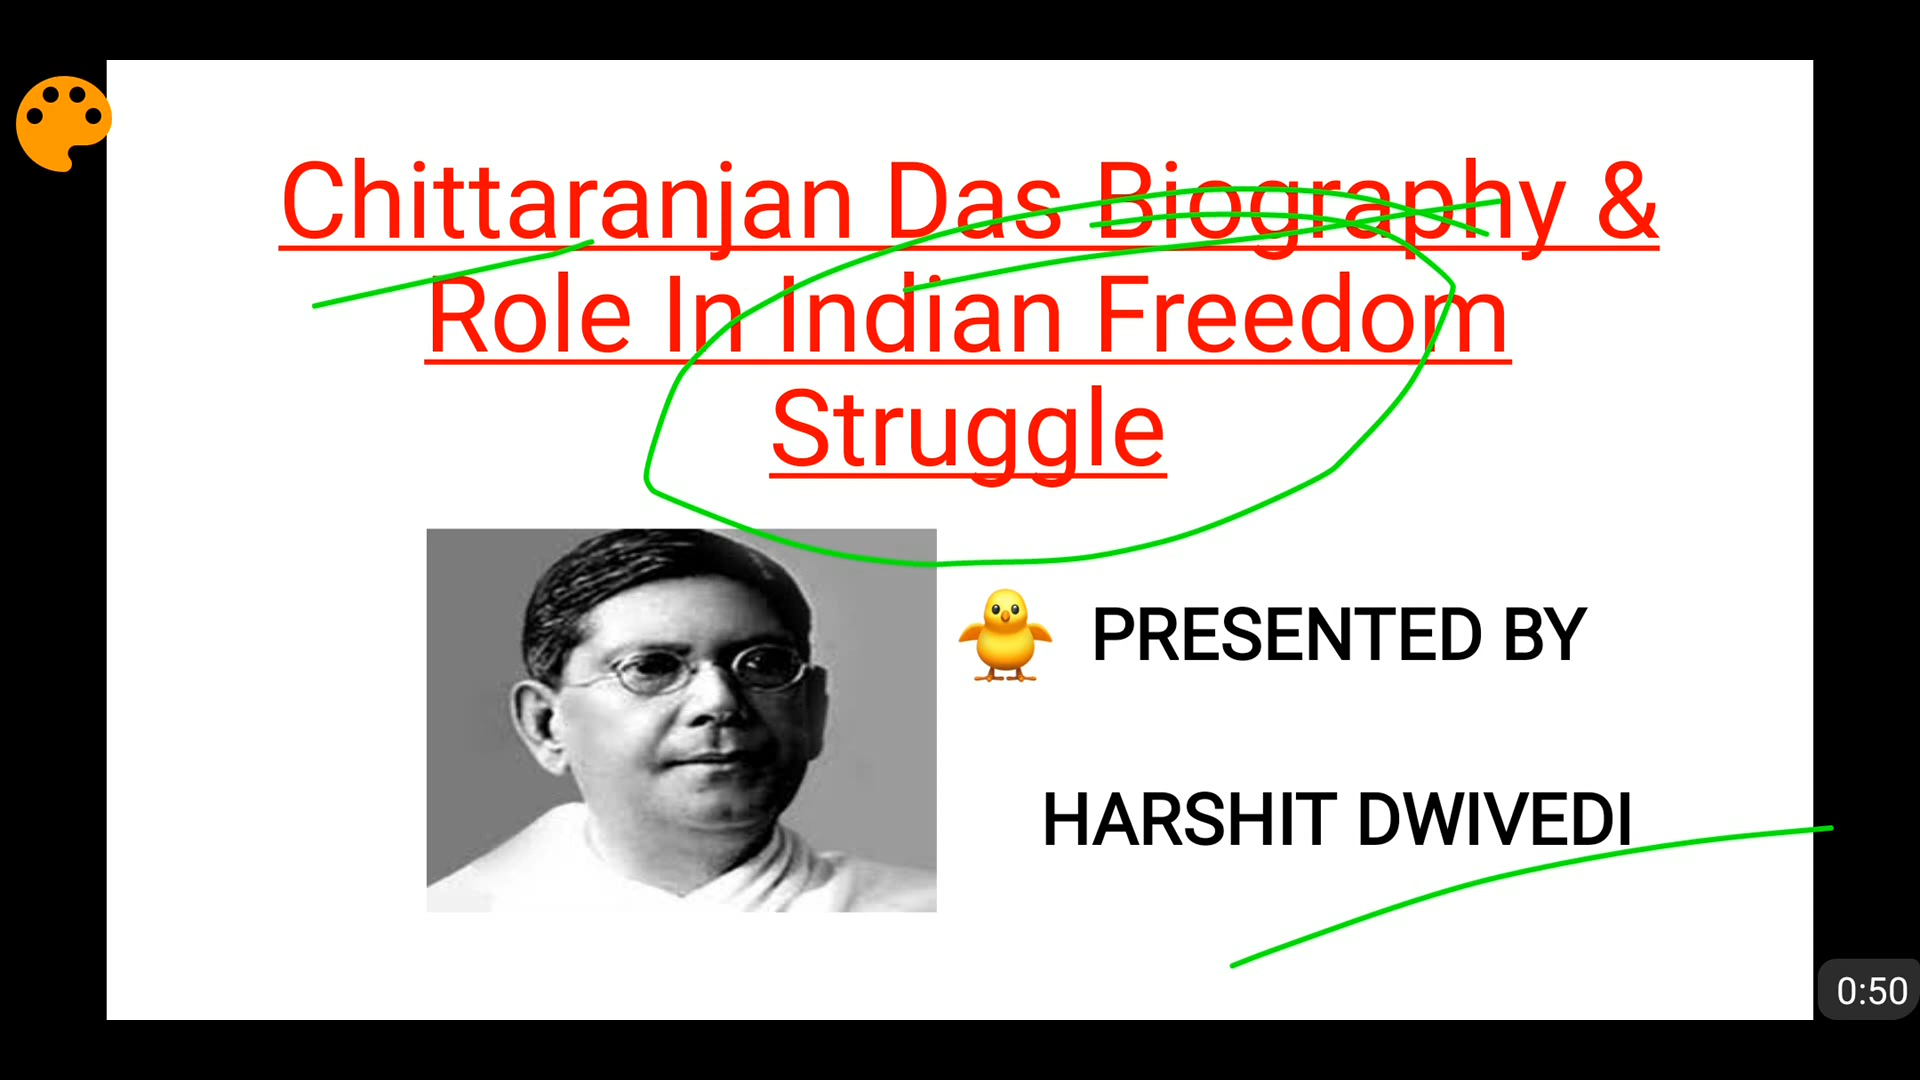 Chittaranjan Das Biography &
Role In Indian Freedom
Struggle
PRESENTED BY
HARSHIT DWIVEDI
0:50